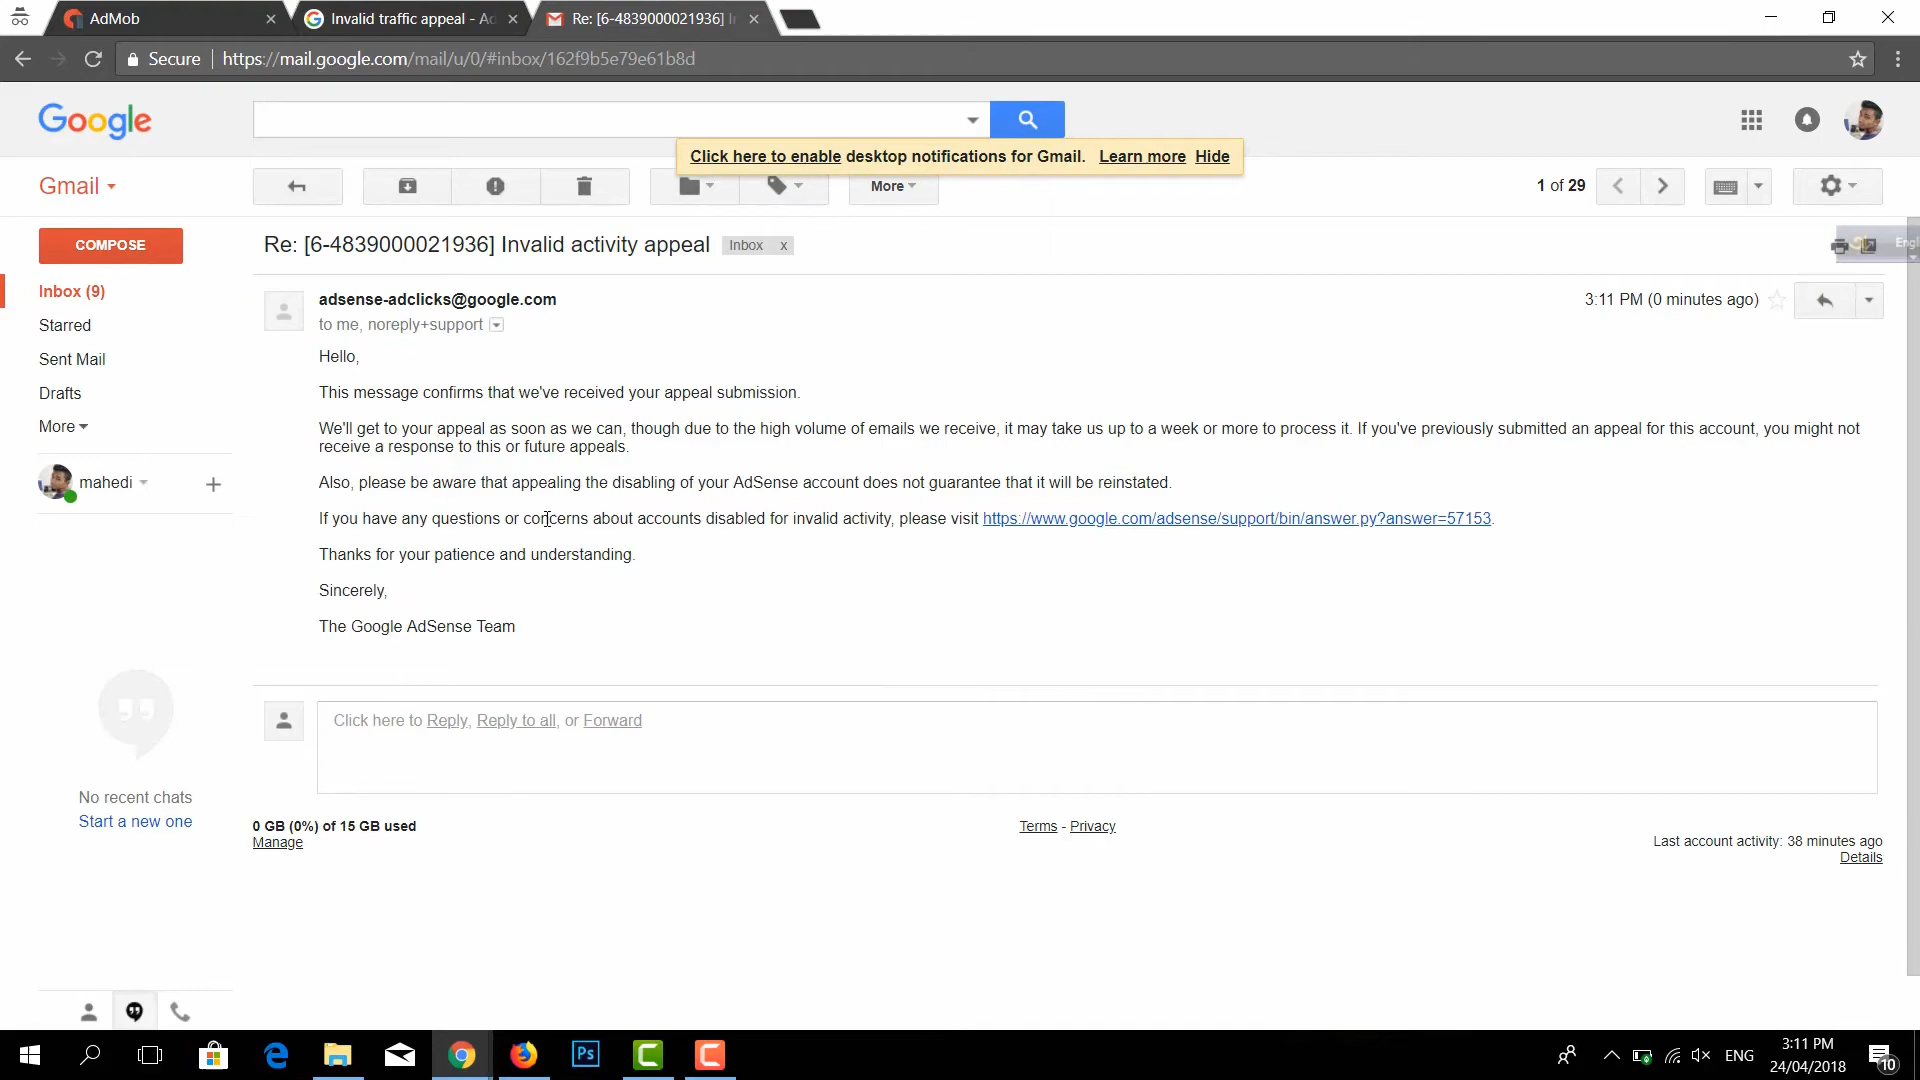 AdMob
Invalid traffic appeal - Ad
Re: [6-4839000021936] I
Secure
https://mail.google.com/mail/u/0/#inbox/162f9b5e79e61b8d
Google
Click here to enable desktop notifications for Gmail. Learn more Hide
Gmail
More
1 of 29
COMPOSE
Re: [6-4839000021936] Invalid activity appeal
Inbox x
Engl
Inbox (9)
Starred
Sent Mail
Drafts
More
mahedi
adsense-adclicks@google.com
3:11 PM (0 minutes ago)
to me, noreply+support
Hello,
This message confirms that we've received your appeal submission.
We'll get to your appeal as soon as we can, though due to the high volume of emails we receive, it may take us up to a week or more to process it. If you've previously submitted an appeal for this account, you might not
receive a response to this or future appeals.
Also, please be aware that appealing the disabling of your AdSense account does not guarantee that it will be reinstated.
If you have any questions or concerns about accounts disabled for invalid activity, please visit https://www.google.com/adsense/support/bin/answer.py?answer=57153.
Thanks for your patience and understanding.
Sincerely,
The Google AdSense Team
Click here to Reply, Reply to all, or Forward
No recent chats
Start a new one
0 GB (0%) of 15 GB used
Manage
Terms - Privacy
Last account activity: 38 minutes ago
Details
Ps
ENG
3:11 PM
24/04/2018
10